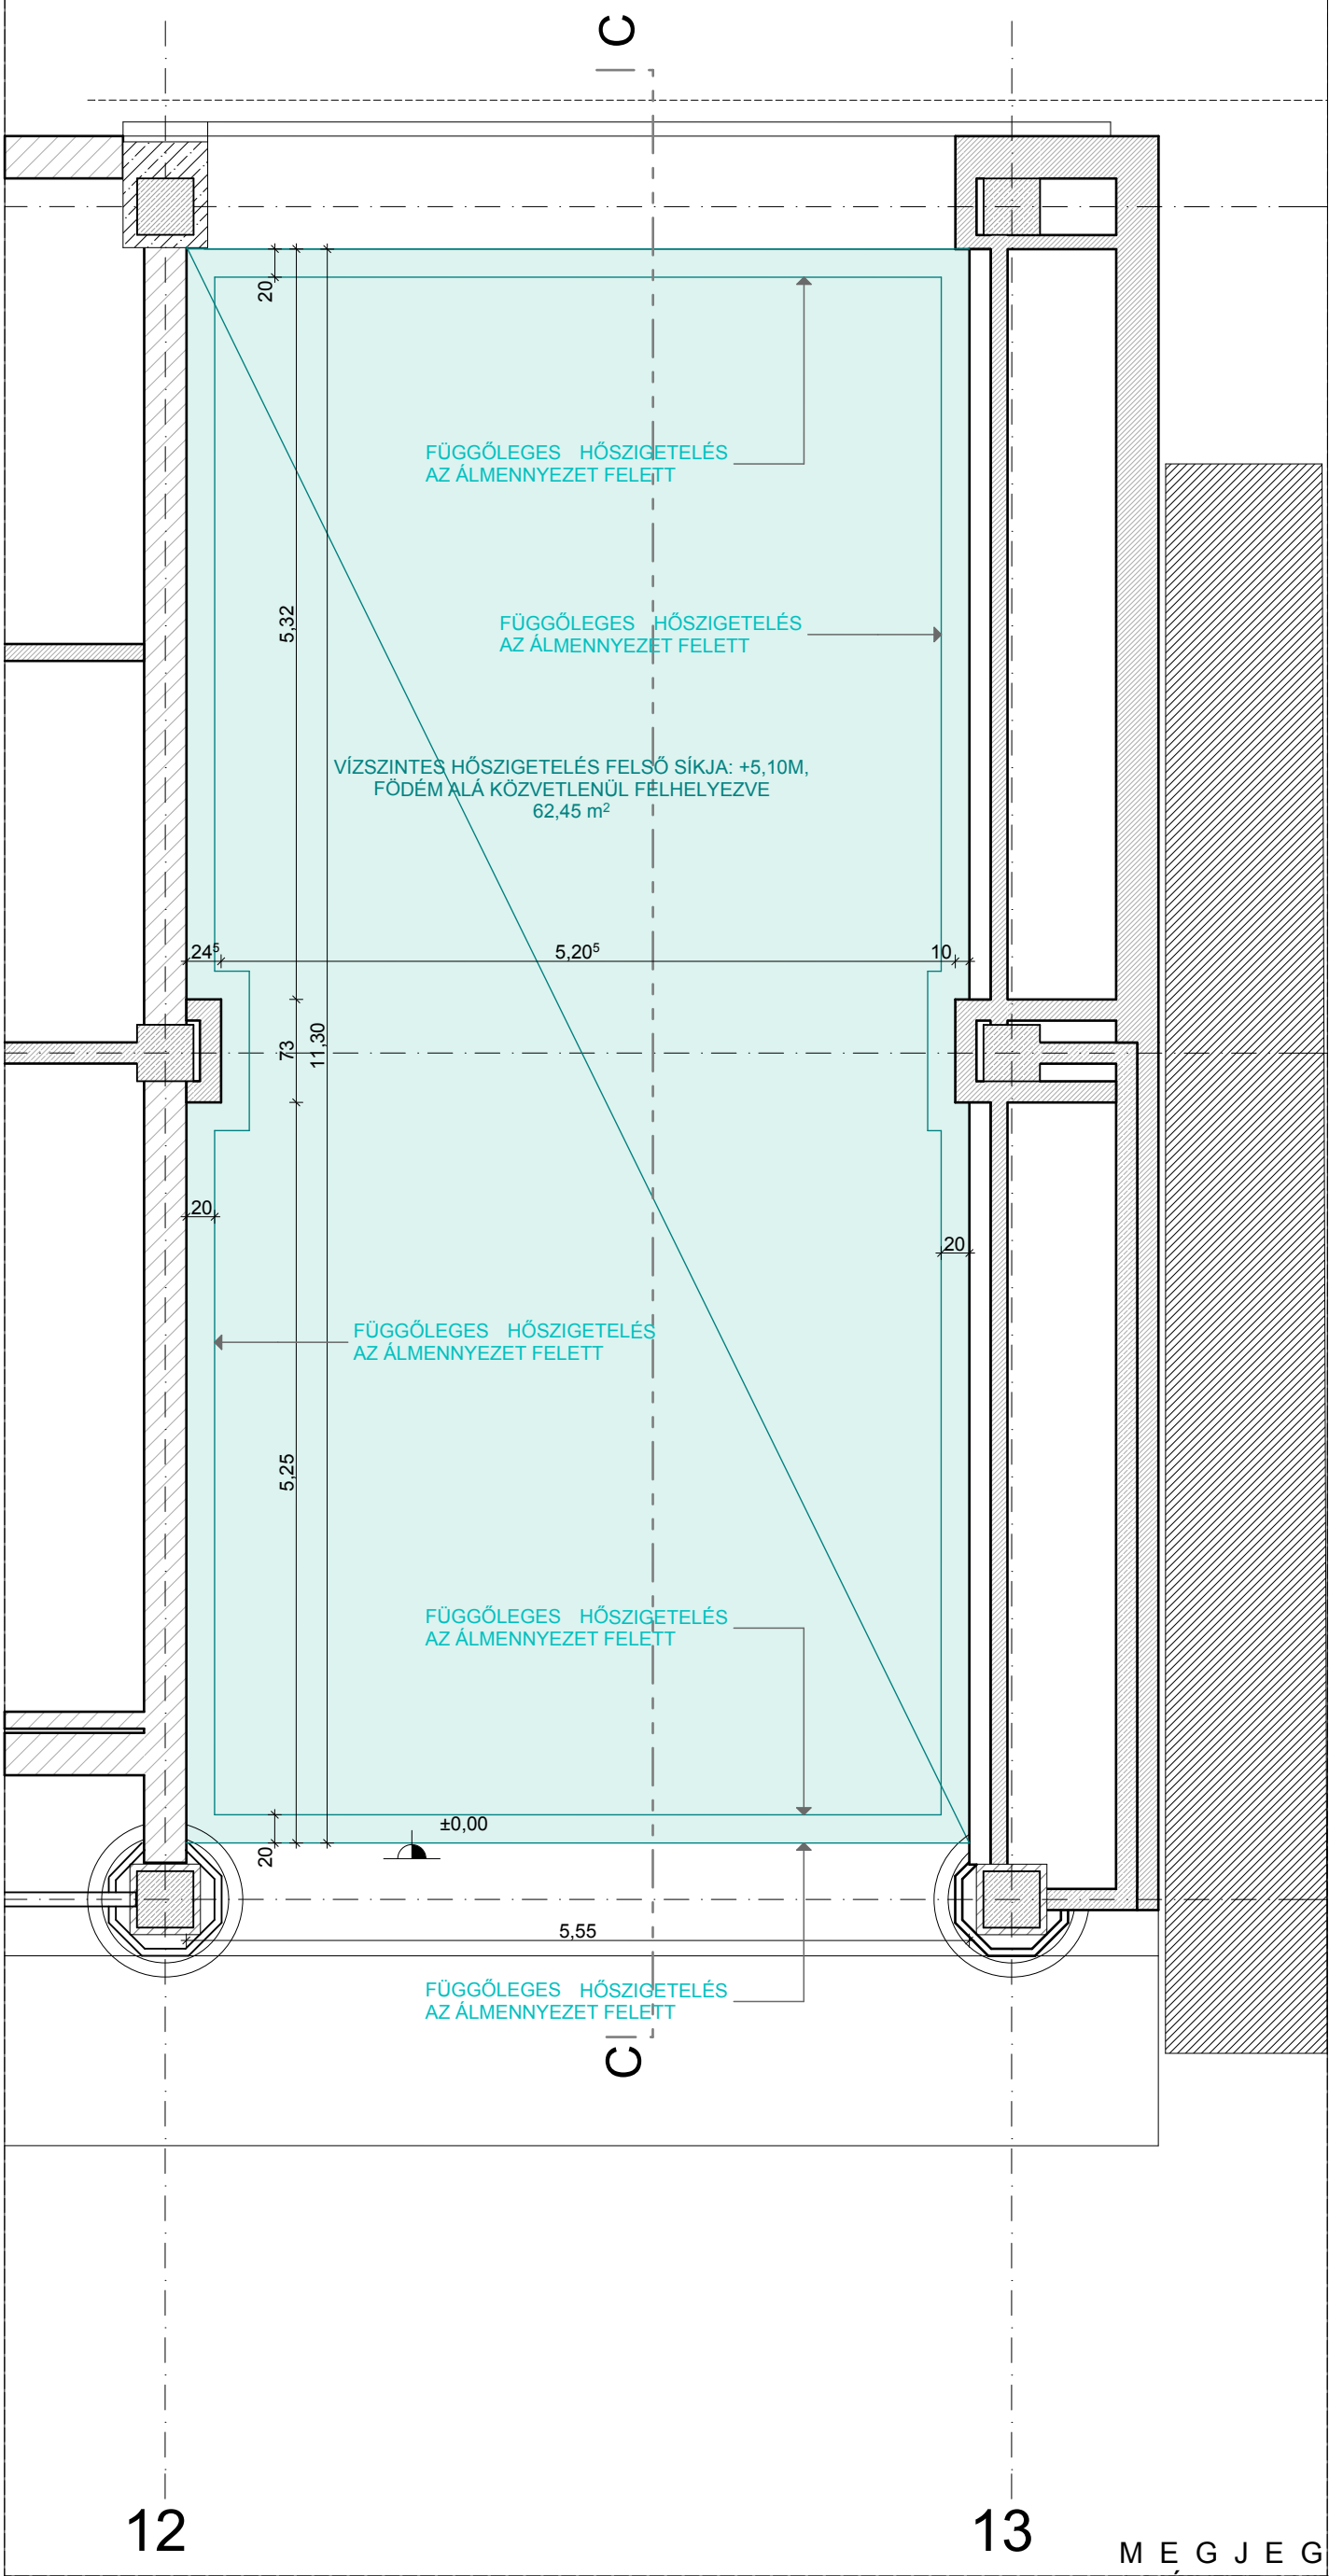 C
20
FÜGGŐLEGES HŐSZIGETELÉS
AZ ÁLMENNYEZET FELETT
5,32
FÜGGŐLEGES HŐSZIGETELÉS
AZ ÁLMENNYEZET FELETT
VÍZSZINTES HŐSZIGETELÉS FELSŐ SÍKJA: +5,10M,
FÖDÉM ALÁ KÖZVETLENÜL FELHELYEZVE
62,45 m²
24⁵
5,20⁵
10
73
11,30
20
20
FÜGGŐLEGES HŐSZIGETELÉS
AZ ÁLMENNYEZET FELETT
5,25
FÜGGŐLEGES HŐSZIGETELÉS
AZ ÁLMENNYEZET FELETT
±0,00
20
5,55
FÜGGŐLEGES HŐSZIGETELÉS
AZ ÁLMENNYEZET FELETT
C
12
13
M E G J E G